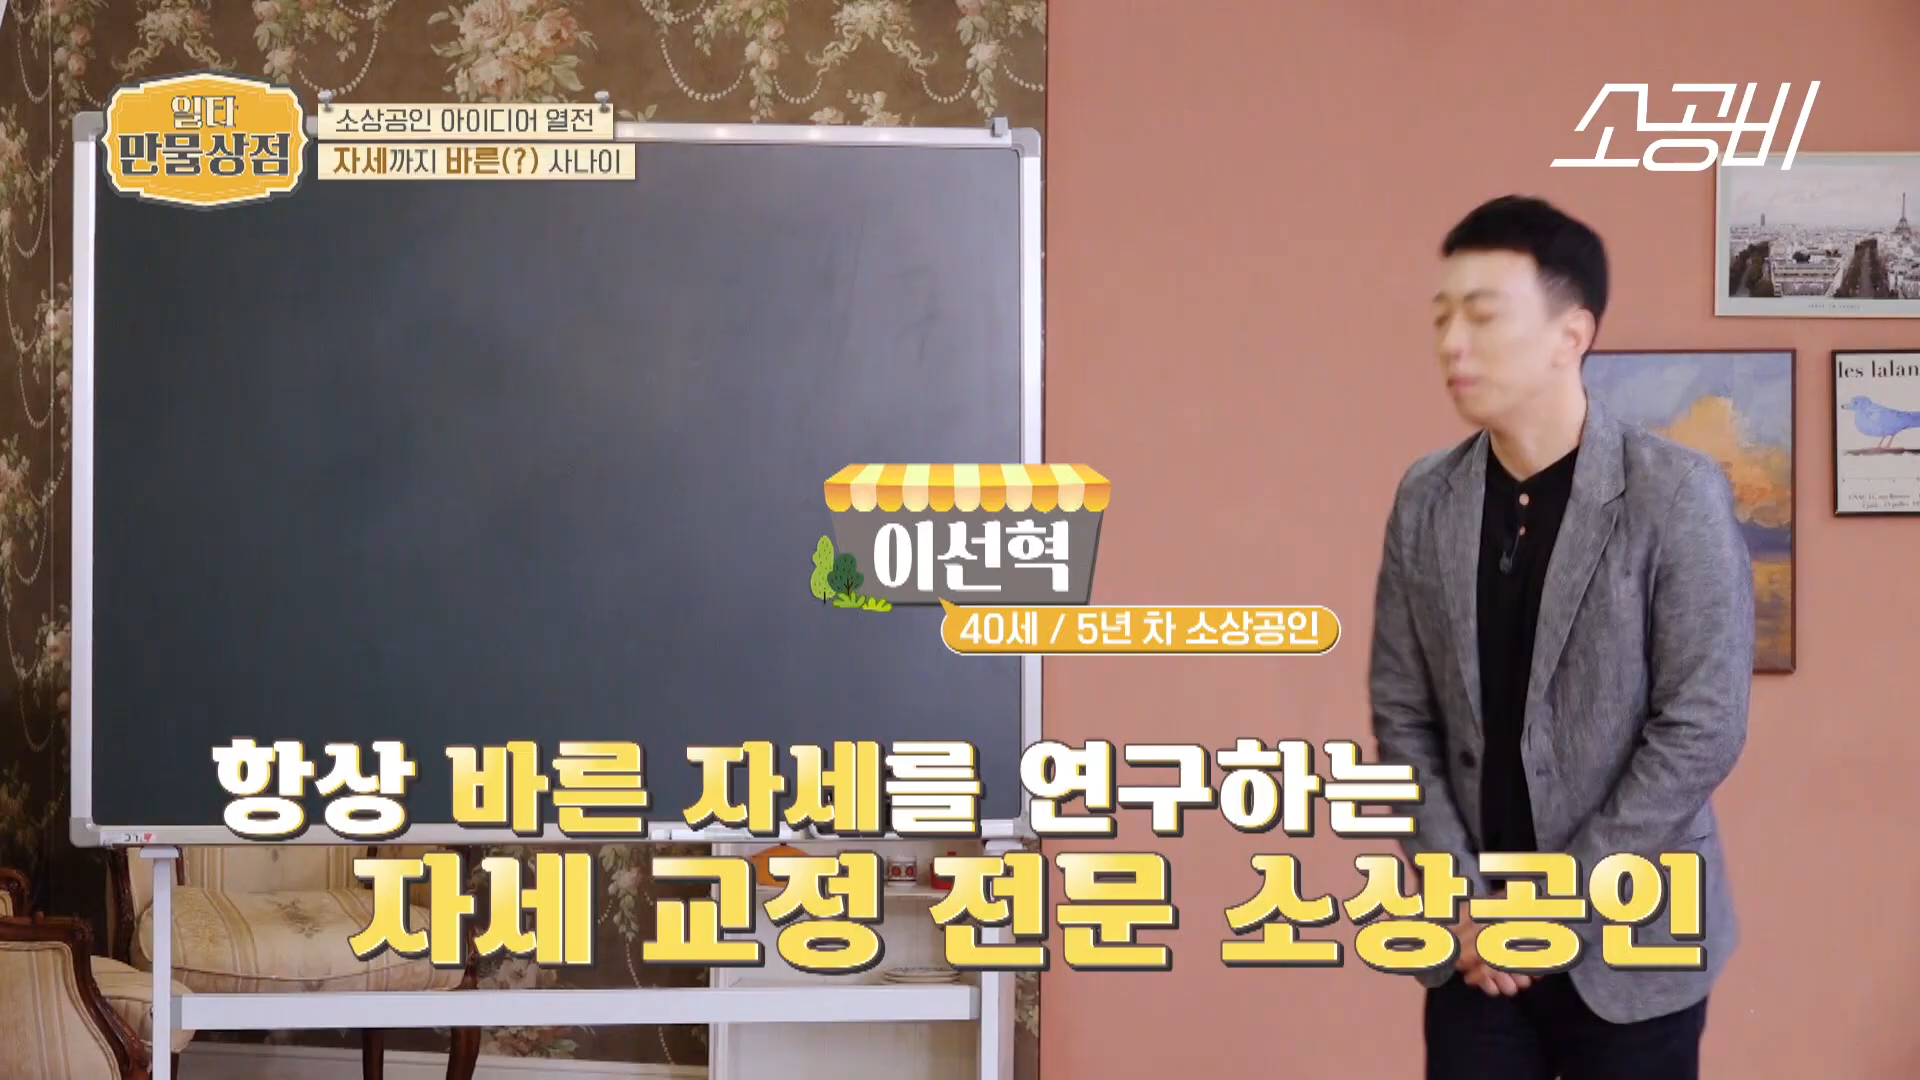 일타
만물상점
소상공인 아이디어 열전
자세까지 바른(?) 사나이
소공비
les lalan
이선혁
40세 / 5년 차 소상공인
항상 바른 자세를 연구하는
자세 교정 전문 소상공인